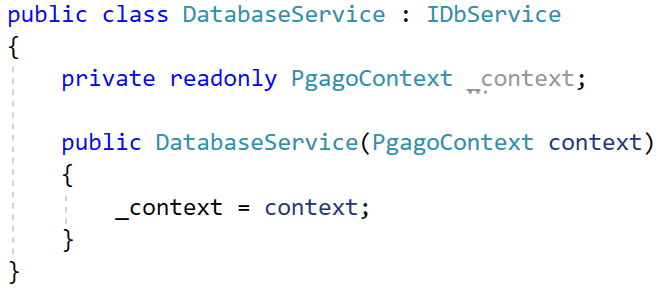 public class DatabaseService : IDbService
{
    private readonly PgagoContext _context;
    public DatabaseService(PgagoContext context)
    {
        _context = context;
    }
}